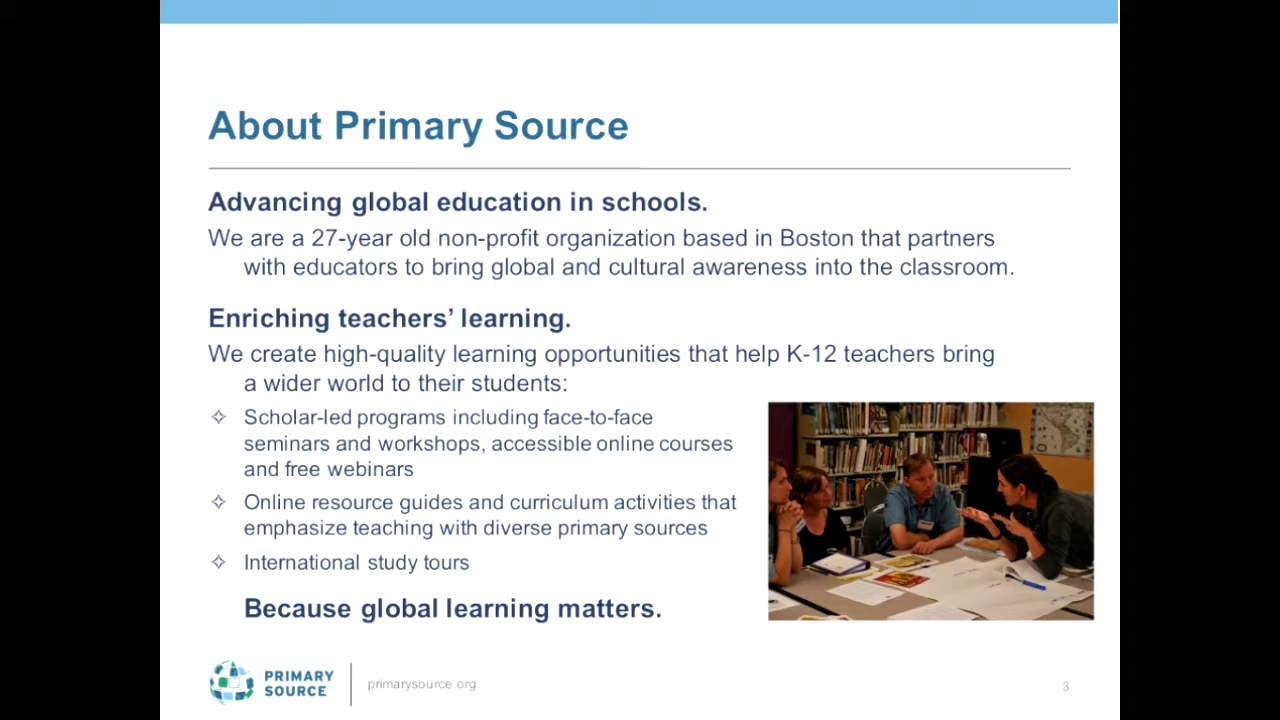 About Primary Source
Advancing global education in schools.
We are a 27-year old non-profit organization based in Boston that partners
with educators to bring global and cultural awareness into the classroom.
Enriching teachers’ learning.
We create high-quality learning opportunities that help K-12 teachers bring
a wider world to their students:
Scholar-led programs including face-to-face
seminars and workshops, accessible online courses
and free webinars
Online resource guides and curriculum activities that
emphasize teaching with diverse primary sources
International study tours
Because global learning matters.
PRIMARY
SOURCE
primarysource.org
3